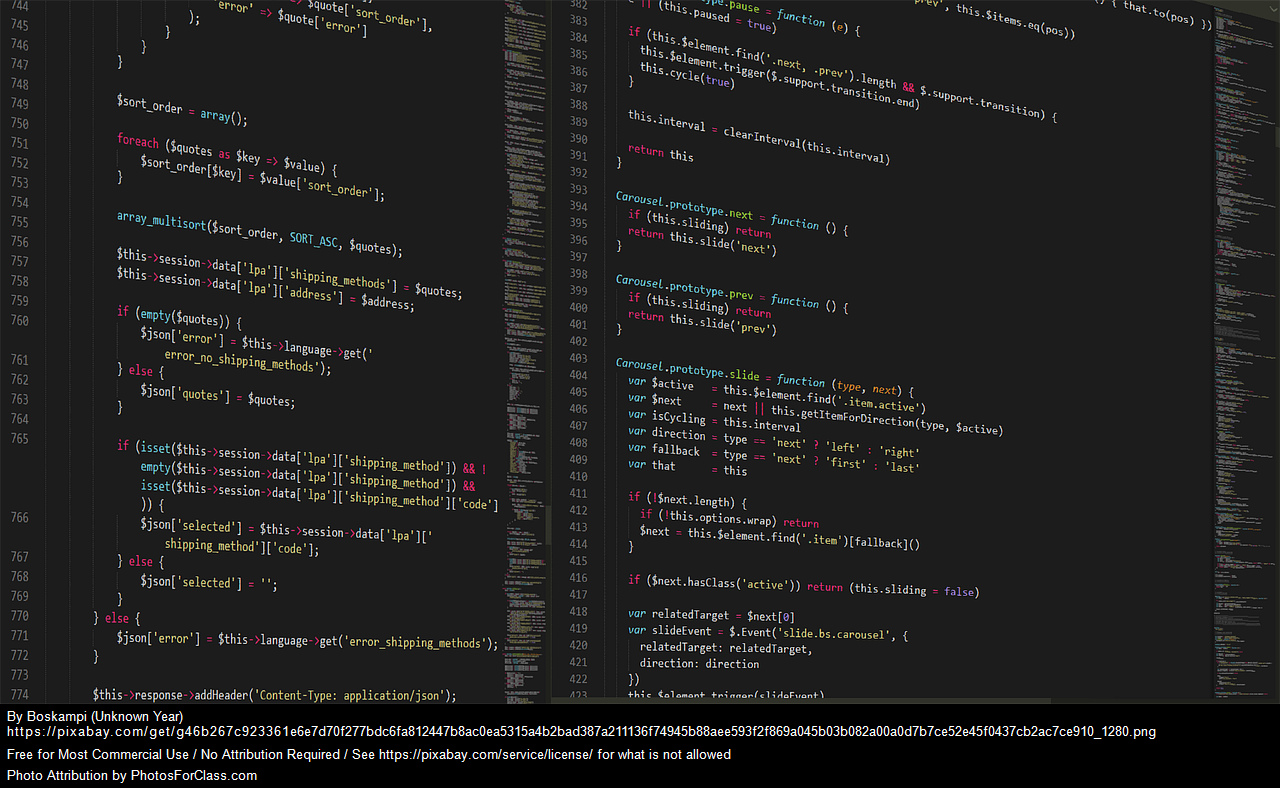 744
745
746
747
748
749
750
751
752
753
754
755
756
757
758
759
760
761
762
763
764
765
766
767
768
769
770
771
772
773
774
'error' => $quote['sort_order'],
); $quote['error']
}
}
}
$sort_order = array();
foreach ($quotes as $key => $value) {
$sort_order[$key] = $value['sort_order'];
}
array_multisort($sort_order, SORT_ASC, $quotes);
$this->session->data['lpa']['shipping_methods'] = $quotes;
$this->session->data['lpa']['address'] = $address;
if (empty($quotes)) {
$json['error'] = $this->language->get('
error_no_shipping_methods');
} else {
$json['quotes'] = $quotes;
}
if (isset($this->session->data['lpa']['shipping_method']) && !
empty($this->session->data['lpa']['shipping_method']) &&
isset($this->session->data['lpa']['shipping_method']['code']
)) {
$json['selected'] = $this->session->data['lpa']['
shipping_method']['code'];
} else {
$json['selected'] = '';
}
} else {
$json['error'] = $this->language->get('error_shipping_methods');
}
$this->response->addHeader('Content-Type: application/json');
382
383
384
385
386
387
388
389
390
391
392
393
394
395
396
397
398
399
400
401
402
403
404
405
406
407
408
409
410
411
412
413
414
415
416
417
418
419
420
421
422
423
prev', this.$items.eq(pos))
() { that.to(pos) })
.pause = function (e) {
|| (this.paused = true)
if (this.$element.find('.next, .prev').length && $.support.transition) {
this.$element.trigger($.support.transition.end)
this.cycle(true)
}
this.interval = clearInterval(this.interval)
return this
}
Carousel.prototype.next = function () {
if (this.sliding) return
return this.slide('next')
}
Carousel.prototype.prev = function () {
if (this.sliding) return
return this.slide('prev')
}
Carousel.prototype.slide = function (type, next) {
var $active = this.$element.find('.item.active')
var $next = next || this.getItemForDirection(type, $active)
var isCycling = this.interval
var direction = type == 'next' ? 'left' : 'right'
var fallback = type == 'next' ? 'first' : 'last'
var that = this
if (!$next.length) {
if (!this.options.wrap) return
$next = this.$element.find('.item')[fallback]()
}
if ($next.hasClass('active')) return (this.sliding = false)
var relatedTarget = $next[0]
var slideEvent = $.Event('slide.bs.carousel', {
relatedTarget: relatedTarget,
direction: direction
})
this.$element.trigger(slideEvent)
By Boskampi (Unknown Year)
https://pixabay.com/get/g46b267c923361e6e7d70f277bdc6fa812447b8ac0ea5315a4b2bad387a211136f74945b88aee593f2f869a045b03b082a00a0d7b7ce52e45f0437cb2ac7ce910_1280.png
Free for Most Commercial Use / No Attribution Required / See https://pixabay.com/service/license/ for what is not allowed
Photo Attribution by PhotosForClass.com